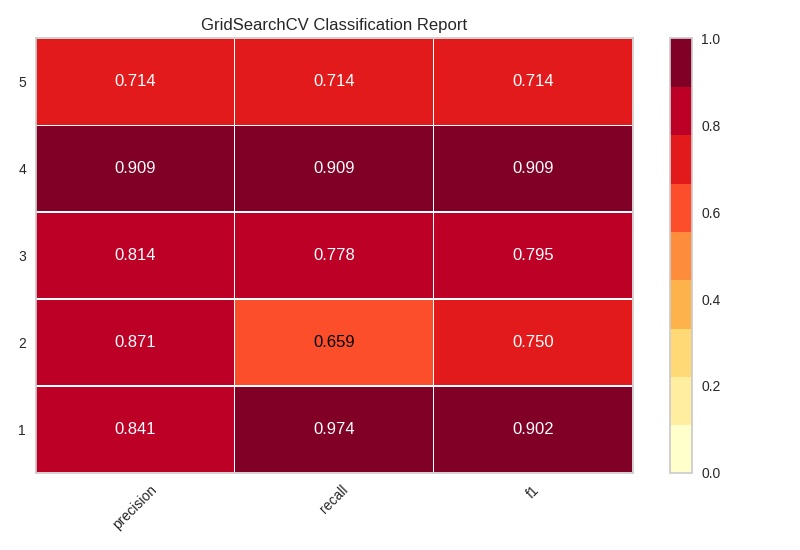 GridSearchCV Classification Report
5 0.714 0.714 0.714
4 0.909 0.909 0.909
3 0.814 0.778 0.795
2 0.871 0.659 0.750
1 0.841 0.974 0.902
precision recall f1
1.0
0.8
0.6
0.4
0.2
0.0